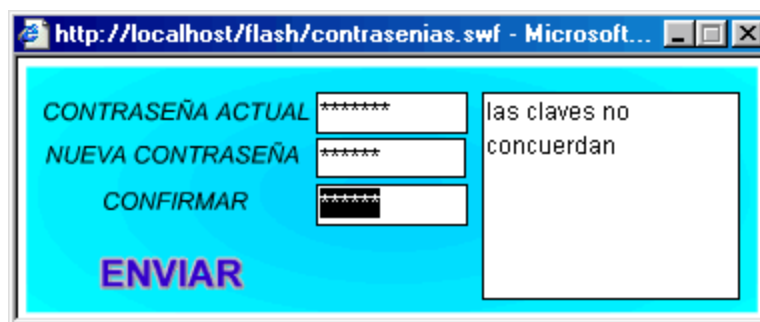 http://localhost/flash/contrasenias.swf - Microsoft...
CONTRASEÑA ACTUAL *******
NUEVA CONTRASEÑA ******
CONFIRMAR ******
ENVIAR
las claves no
concuerdan